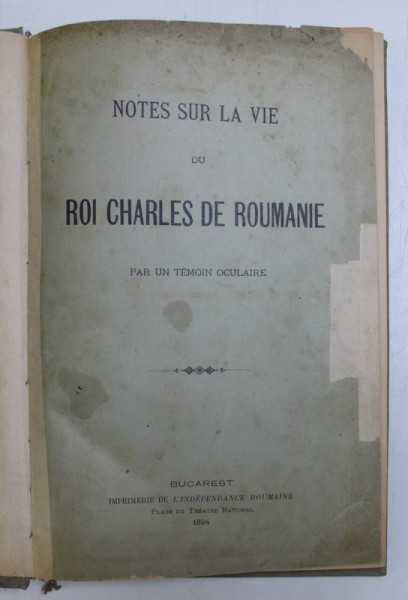 NOTES SUR LA VIE
DU
ROI CHARLES DE ROUMANIE
PAR UN TÉMOIN OCULAIRE
BUCAREST
IMPRIMERIE DE L'INDÉPENDANCE ROUMAINE
PLACE DU THÉATRE NATIONAL
1894